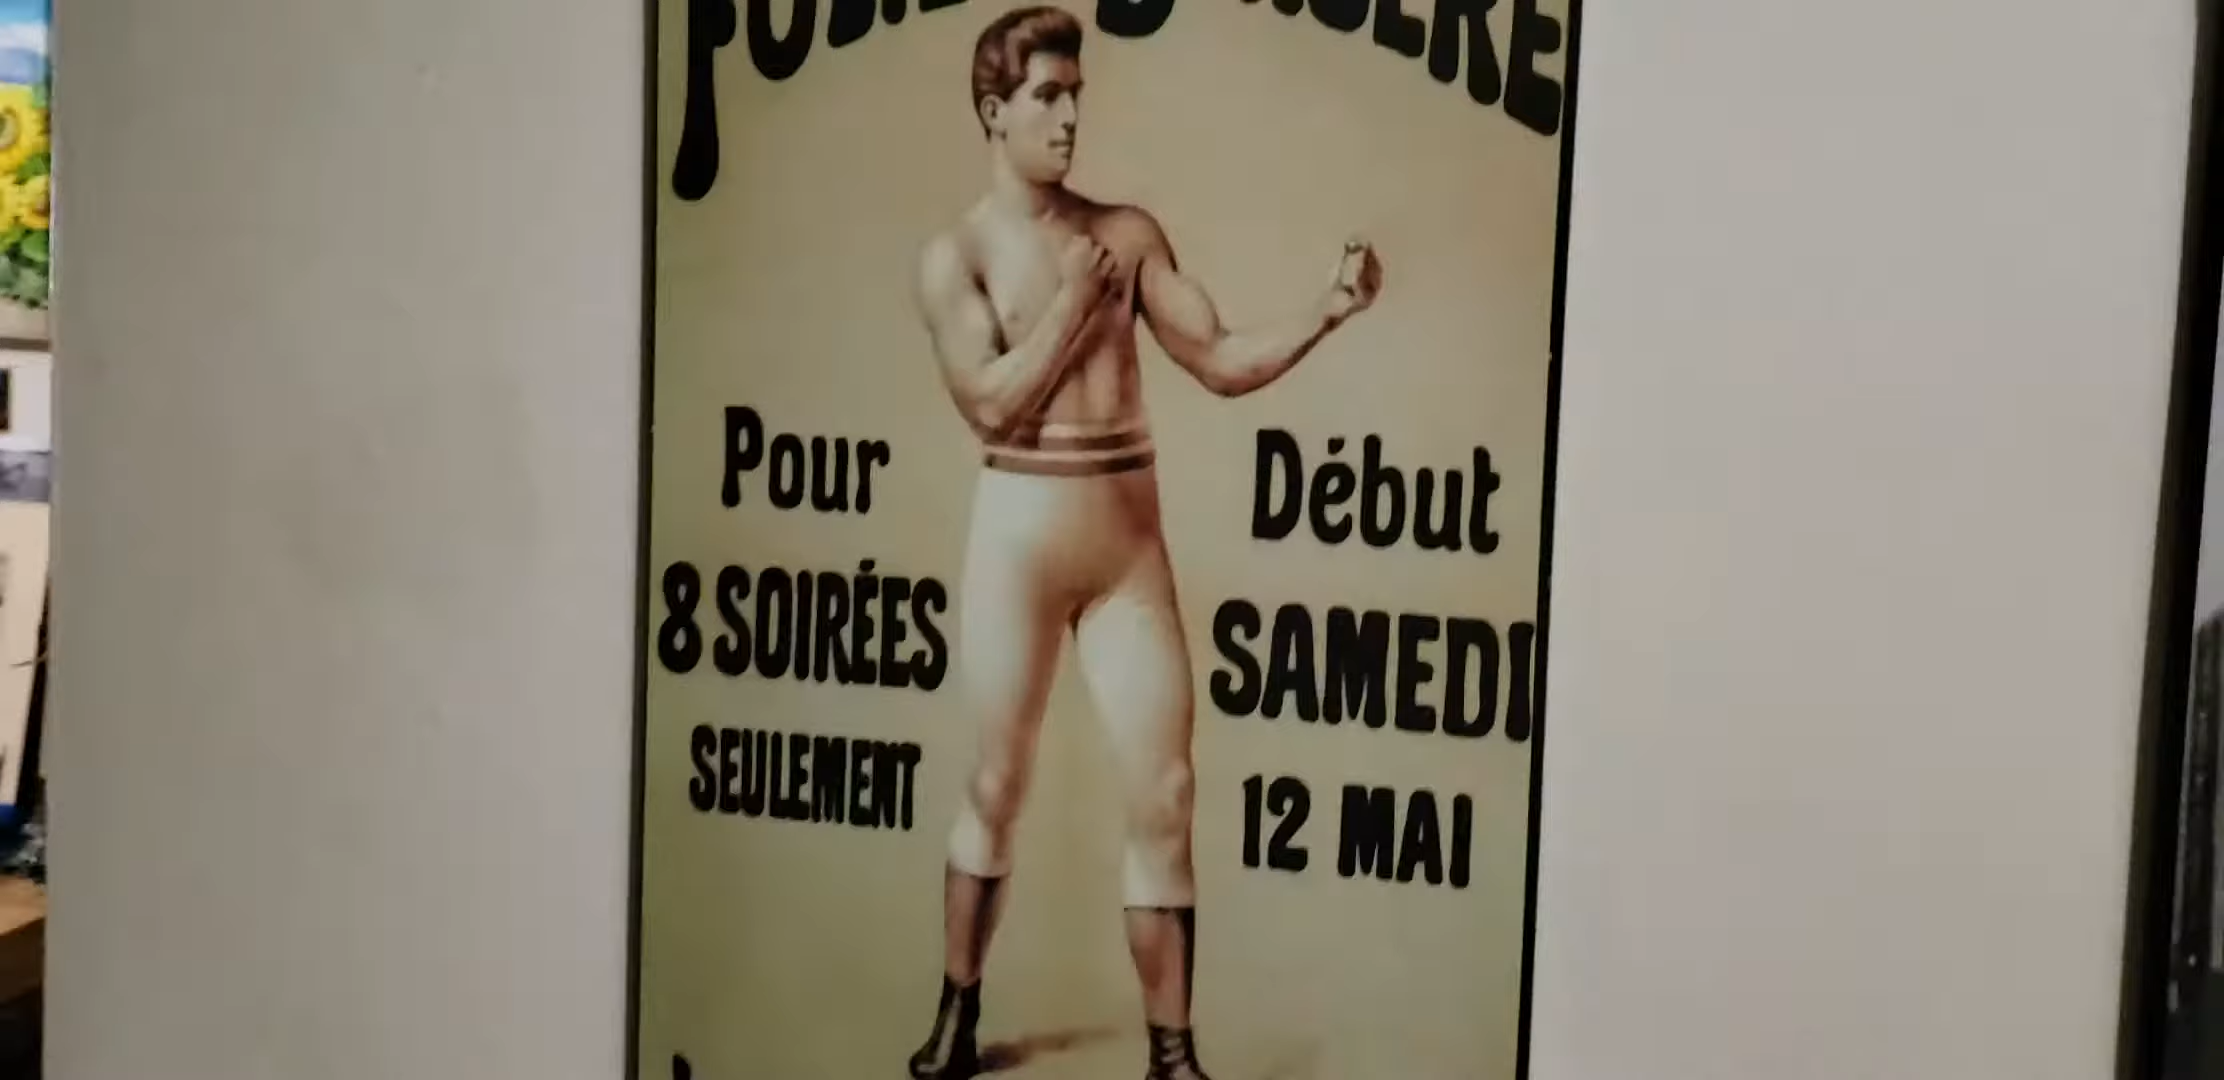 Pour
8 SOIRÉES
SEULEMENT
Début
SAMEDI
12 MAI